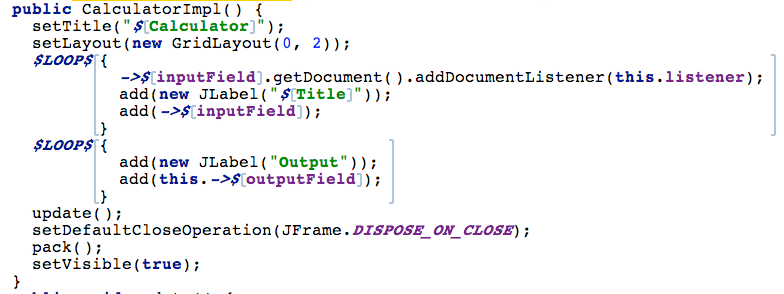 public CalculatorImpl() {
setTitle("$[Calculator]");
setLayout(new GridLayout(0, 2));
$LOOP$[{
->$[inputField].getDocument().addDocumentListener(this.listener);
add(new JLabel("$[Title]"));
add(->$[inputField]);
}]
$LOOP$[{
add(new JLabel("Output"));
add(this.->$[outputField]);
}]
update();
setDefaultCloseOperation(JFrame.DISPOSE_ON_CLOSE);
pack();
setVisible(true);
}